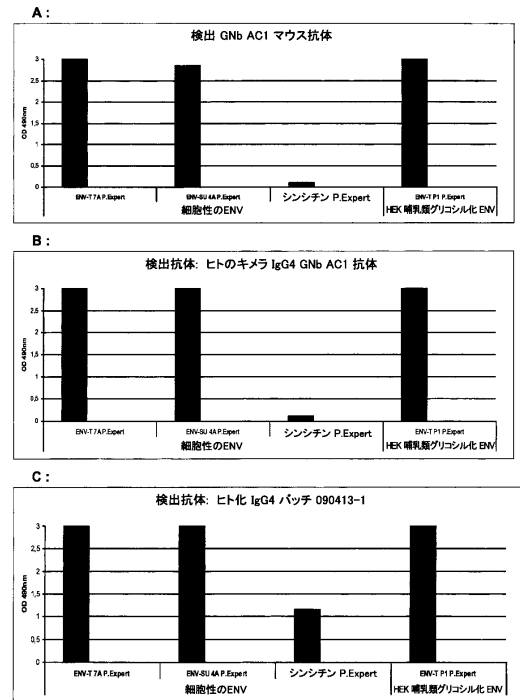 A :
検出 GNb AC1 マウス抗体
3
2,5
2
1,5
1
0,5
0
OD 490nm
ENV-T 7A P.Expert
ENV-SU 4A P.Expert
シンシチン P.Expert
ENV-T P1 P.Expert
細胞性のENV
HEK 哺乳類グリコシル化 ENV
B :
検出抗体: ヒトのキメラ IgG4 GNb AC1 抗体
3
2,5
2
1,5
1
0,5
0
OD 490nm
ENV-T 7A P.Expert
ENV-SU 4A P.Expert
シンシチン P.Expert
ENV-T P1 P.Expert
細胞性のENV
HEK 哺乳類グリコシル化 ENV
C :
検出抗体: ヒト化 IgG4 バッチ 090413-1
3
2,5
2
1,5
1
0,5
0
OD 490nm
ENV-T 7A P.Expert
ENV-SU 4A P.Expert
シンシチン P.Expert
ENV-T P1 P.Expert
細胞性のENV
HEK 哺乳類グリコシル化 ENV